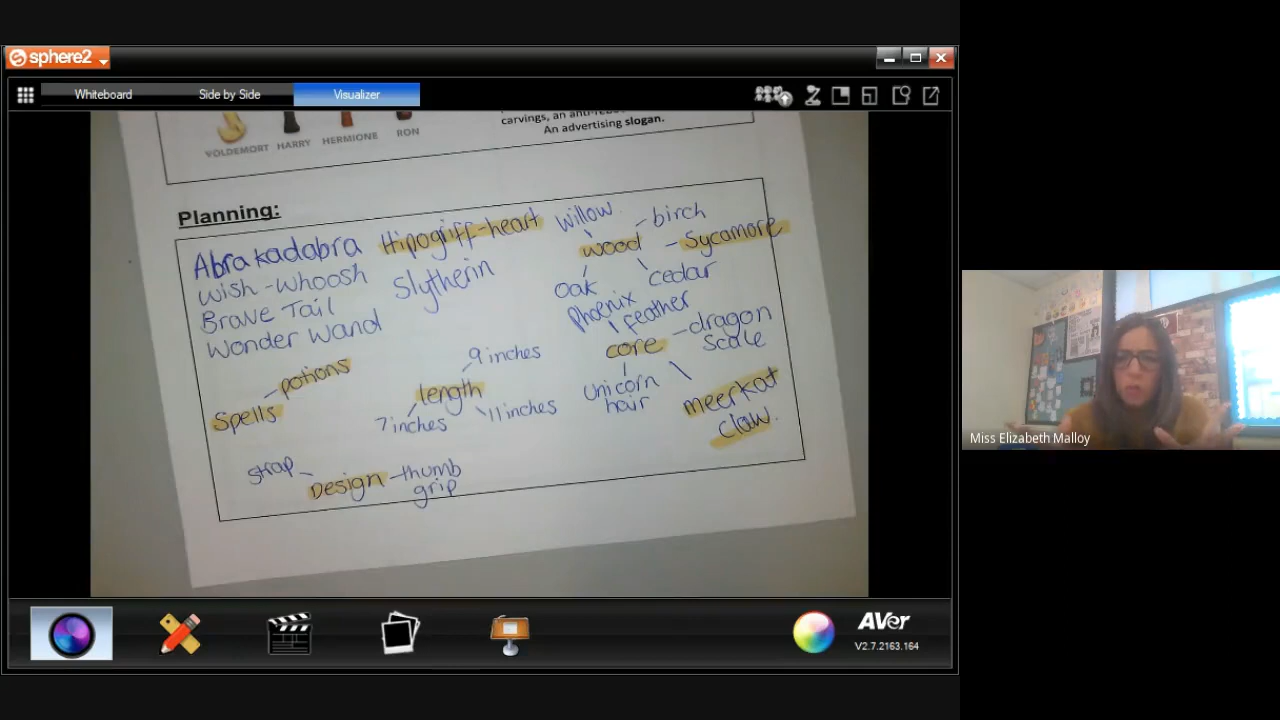 sphere2
Whiteboard
Side by Side
Visualizer
VOLDEMORT HARRY HERMIONE RON
carvings, an
An advertising slogan.
Planning:
Abrakadabra
Wish-whoosh
Brave Tail
Wonder Wand
Hipogriff-heart
Slytherin
Willow
birch
wood
Sycamore
Oak
cedar
Phoenix
feather
core
dragon
Scale
Unicorn
hair
meerkat
claw.
potions
Spells
9 inches
length
7 inches
11 inches
strap
Design
thumb
grip
Miss Elizabeth Malloy
AVer
V2.7.2163.164